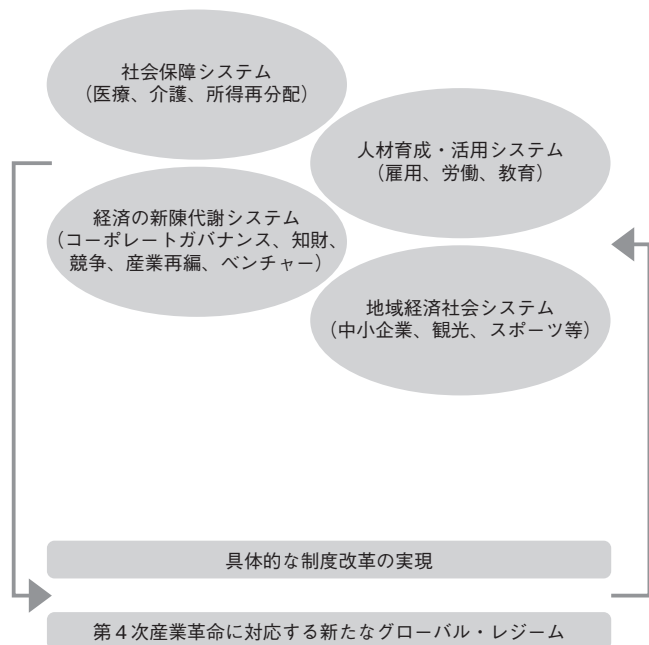 社会保障システム
（医療、介護、所得再分配）
人材育成・活用システム
（雇用、労働、教育）
経済の新陳代謝システム
（コーポレートガバナンス、知財、
競争、産業再編、ベンチャー）
地域経済社会システム
（中小企業、観光、スポーツ等）
具体的な制度改革の実現
第４次産業革命に対応する新たなグローバル・レジーム